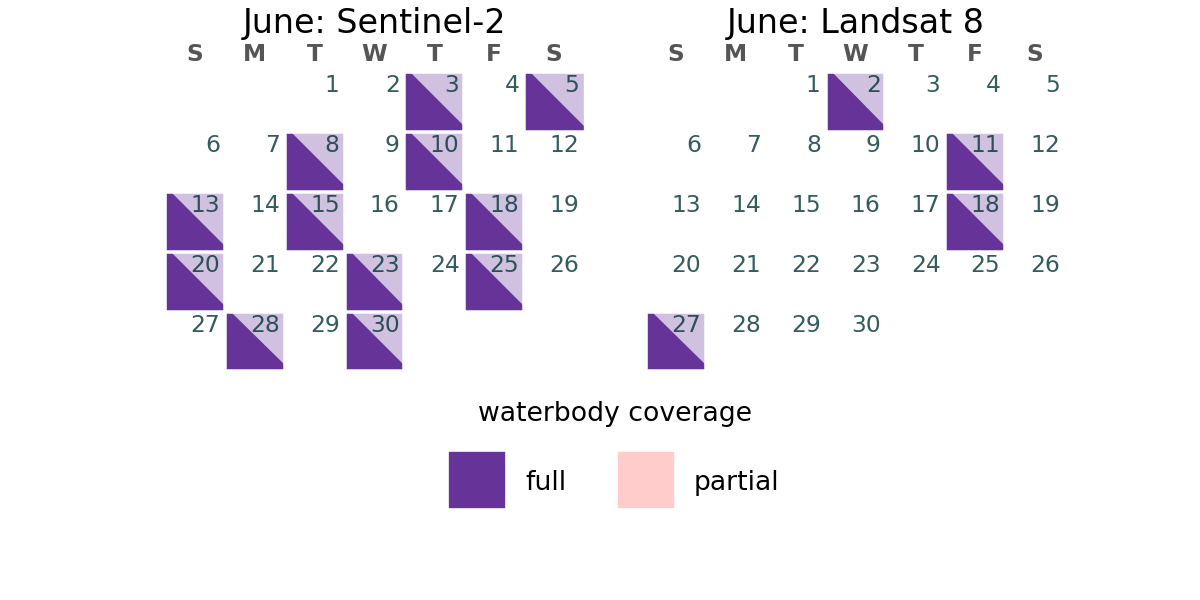 June: Sentinel-2
S M T W T F S
1 2 3 4 5
6 7 8 9 10 11 12
13 14 15 16 17 18 19
20 21 22 23 24 25 26
27 28 29 30
June: Landsat 8
S M T W T F S
1 2 3 4 5
6 7 8 9 10 11 12
13 14 15 16 17 18 19
20 21 22 23 24 25 26
27 28 29 30
waterbody coverage
full partial